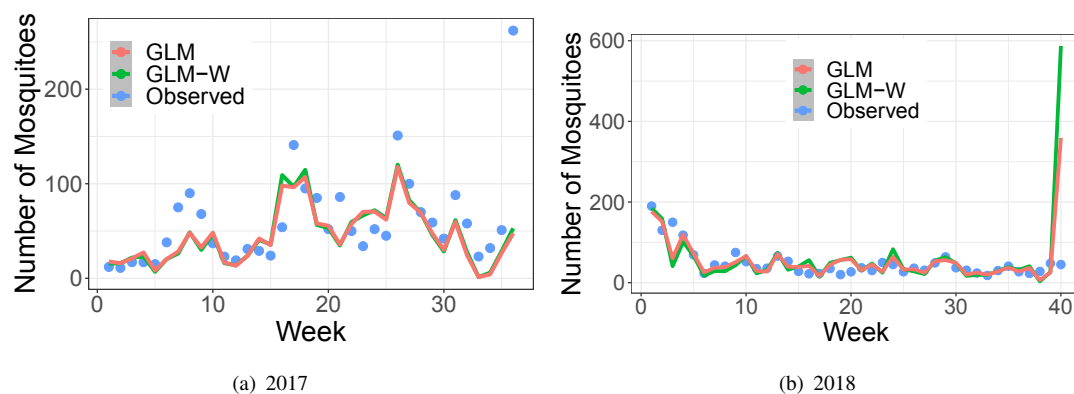 Number of Mosquitoes
200
100
0
GLM
GLM−W
Observed
0
10
20
30
Week
(a) 2017
Number of Mosquitoes
600
400
200
0
GLM
GLM−W
Observed
0
10
20
30
40
Week
(b) 2018